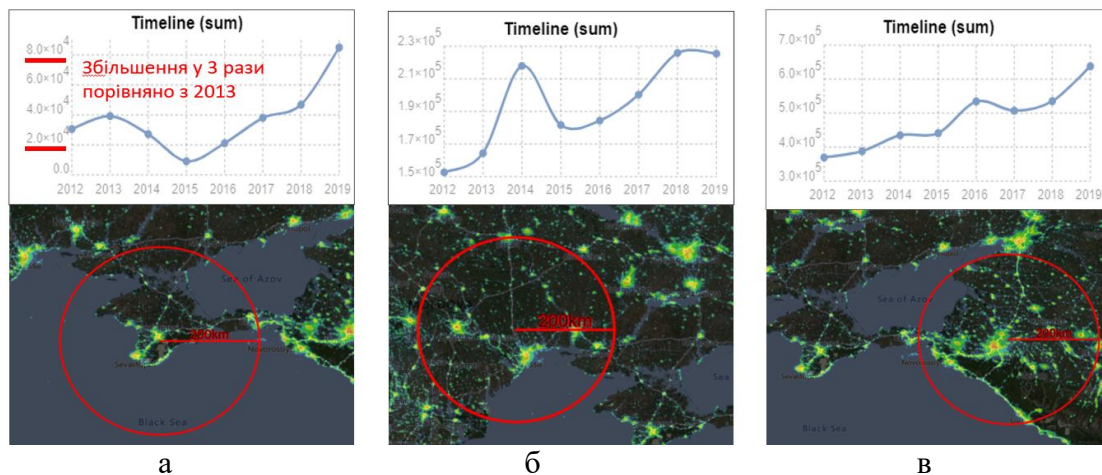 Timeline (sum)
8.0×10⁴
6.0×10⁴
4.0×10⁴
2.0×10⁴
0.0
Збільшення у 3 рази
порівняно з 2013
2012 2013 2014 2015 2016 2017 2018 2019
Sea of Azov
200km
Novorossiy
Sevast
Black Sea
а
Timeline (sum)
2.3×10⁵
2.1×10⁵
1.9×10⁵
1.7×10⁵
1.5×10⁵
2012 2013 2014 2015 2016 2017 2018 2019
200km
Sea
б
Timeline (sum)
7.0×10⁵
6.0×10⁵
5.0×10⁵
4.0×10⁵
3.0×10⁵
2012 2013 2014 2015 2016 2017 2018 2019
Sea of Azov
200km
Sevast
Black Sea
в